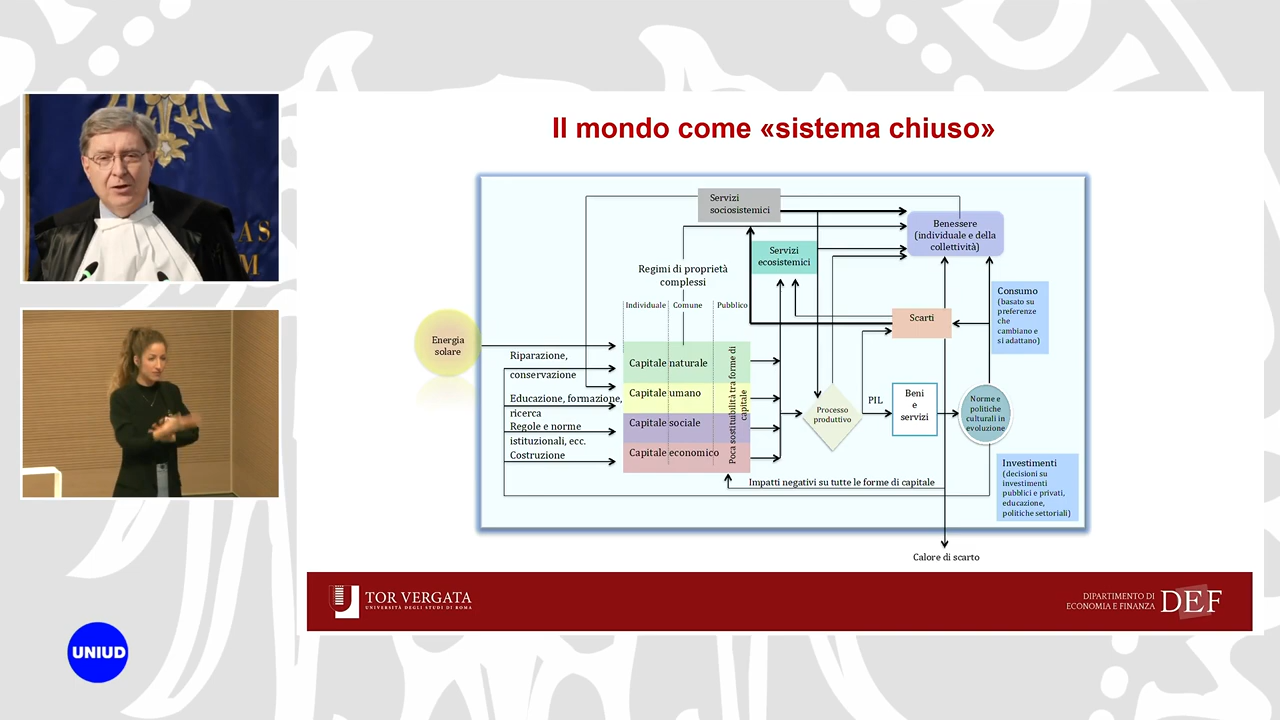 Il mondo come «sistema chiuso»
Servizi
sociosistemici
Benessere
(individuale e della
collettività)
Servizi
ecosistemici
Regimi di proprietà
complessi
Individuale
Comune
Pubblico
Consumo
(basato su
preferenze
che
cambiano e
si adattano)
Scarti
Energia
solare
Riparazione,
conservazione
Educazione, formazione,
ricerca
Regole e norme
istituzionali, ecc.
Costruzione
Capitale naturale
Capitale umano
Capitale sociale
Capitale economico
Poca sostituibilità tra forme di
capitale
Processo
produttivo
PIL
Beni
e
servizi
Norme e
politiche
culturali in
evoluzione
Investimenti
(decisioni su
investimenti
pubblici e privati,
educazione,
politiche settoriali)
Impatti negativi su tutte le forme di capitale
Calore di scarto
TOR VERGATA
UNIVERSITÀ DEGLI STUDI DI ROMA
DIPARTIMENTO DI
ECONOMIA E FINANZA
DEF
AS
M
UNIUD